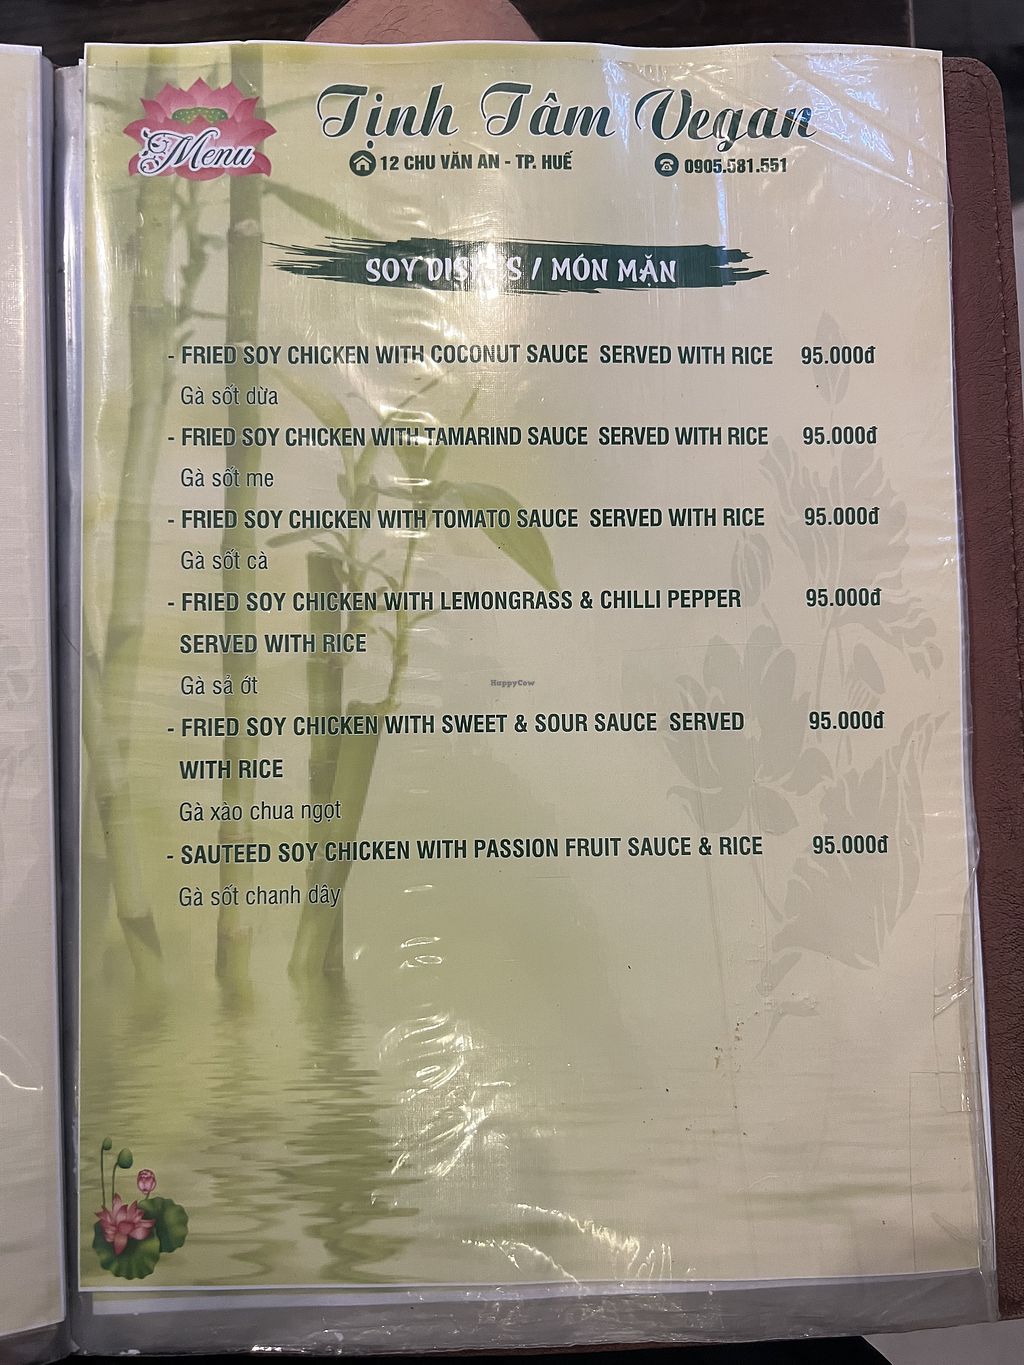 Menu
Tịnh Tâm Vegan
12 CHU VĂN AN - TP. HUẾ
0905.581.551
SOY / MÓN MẶN
- FRIED SOY CHICKEN WITH COCONUT SAUCE SERVED WITH RICE 95.000đ
Gà sốt dừa
- FRIED SOY CHICKEN WITH TAMARIND SAUCE SERVED WITH RICE 95.000đ
Gà sốt me
- FRIED SOY CHICKEN WITH TOMATO SAUCE SERVED WITH RICE 95.000đ
Gà sốt cà
- FRIED SOY CHICKEN WITH LEMONGRASS & CHILLI PEPPER 95.000đ
SERVED WITH RICE
Gà sả ớt
- FRIED SOY CHICKEN WITH SWEET & SOUR SAUCE SERVED 95.000đ
WITH RICE
Gà xào chua ngọt
- SAUTEED SOY CHICKEN WITH PASSION FRUIT SAUCE & RICE 95.000đ
Gà sốt chanh dây
HappyCow